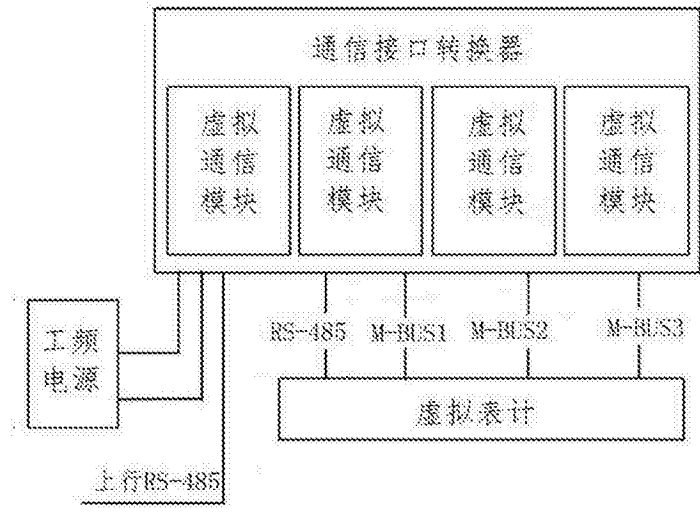 通信接口转换器
虚拟 虚拟 虚拟 虚拟
通信 通信 通信 通信
模块 模块 模块 模块
工频
电源
RS-485 M-BUS1 M-BUS2 M-BUS3
虚拟表计
上行RS-485